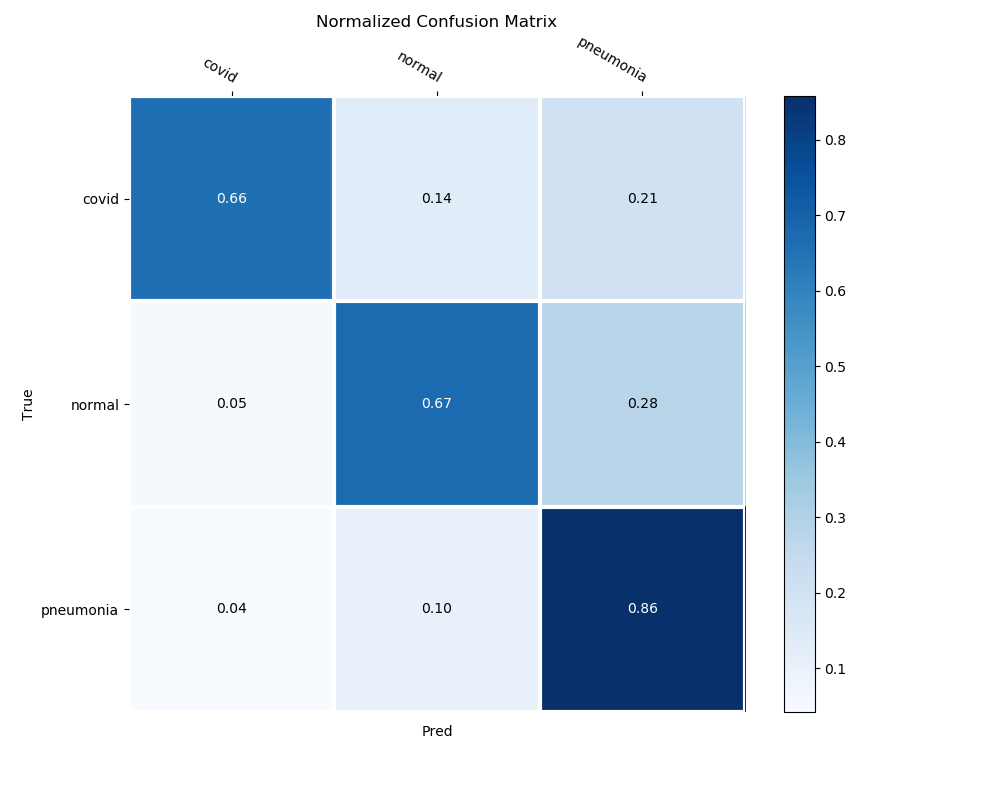 Normalized Confusion Matrix
covid normal pneumonia
covid 0.66 0.14 0.21
normal 0.05 0.67 0.28
pneumonia 0.04 0.10 0.86
True
Pred
0.8
0.7
0.6
0.5
0.4
0.3
0.2
0.1